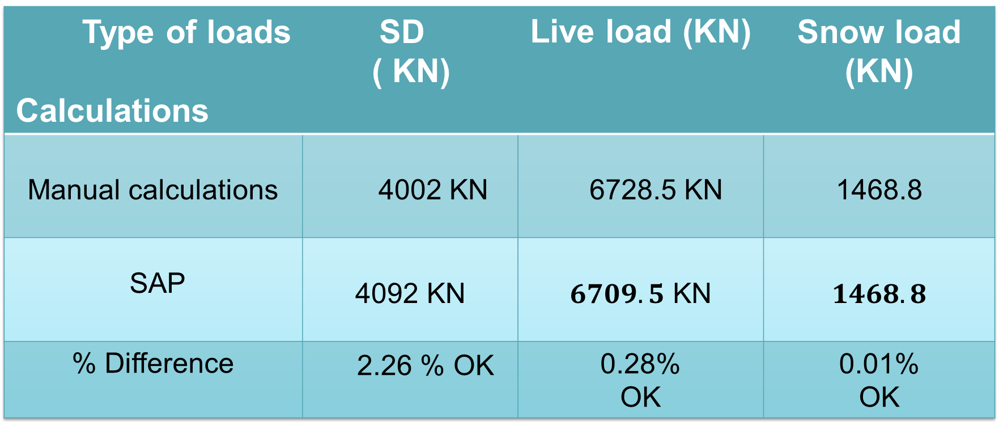 Type of loads
Calculations
SD
( KN)
Live load (KN)
Snow load
(KN)
Manual calculations
4002 KN
6728.5 KN
1468.8
SAP
4092 KN
6709. 5 KN
1468. 8
% Difference
2.26 % OK
0.28%
OK
0.01%
OK